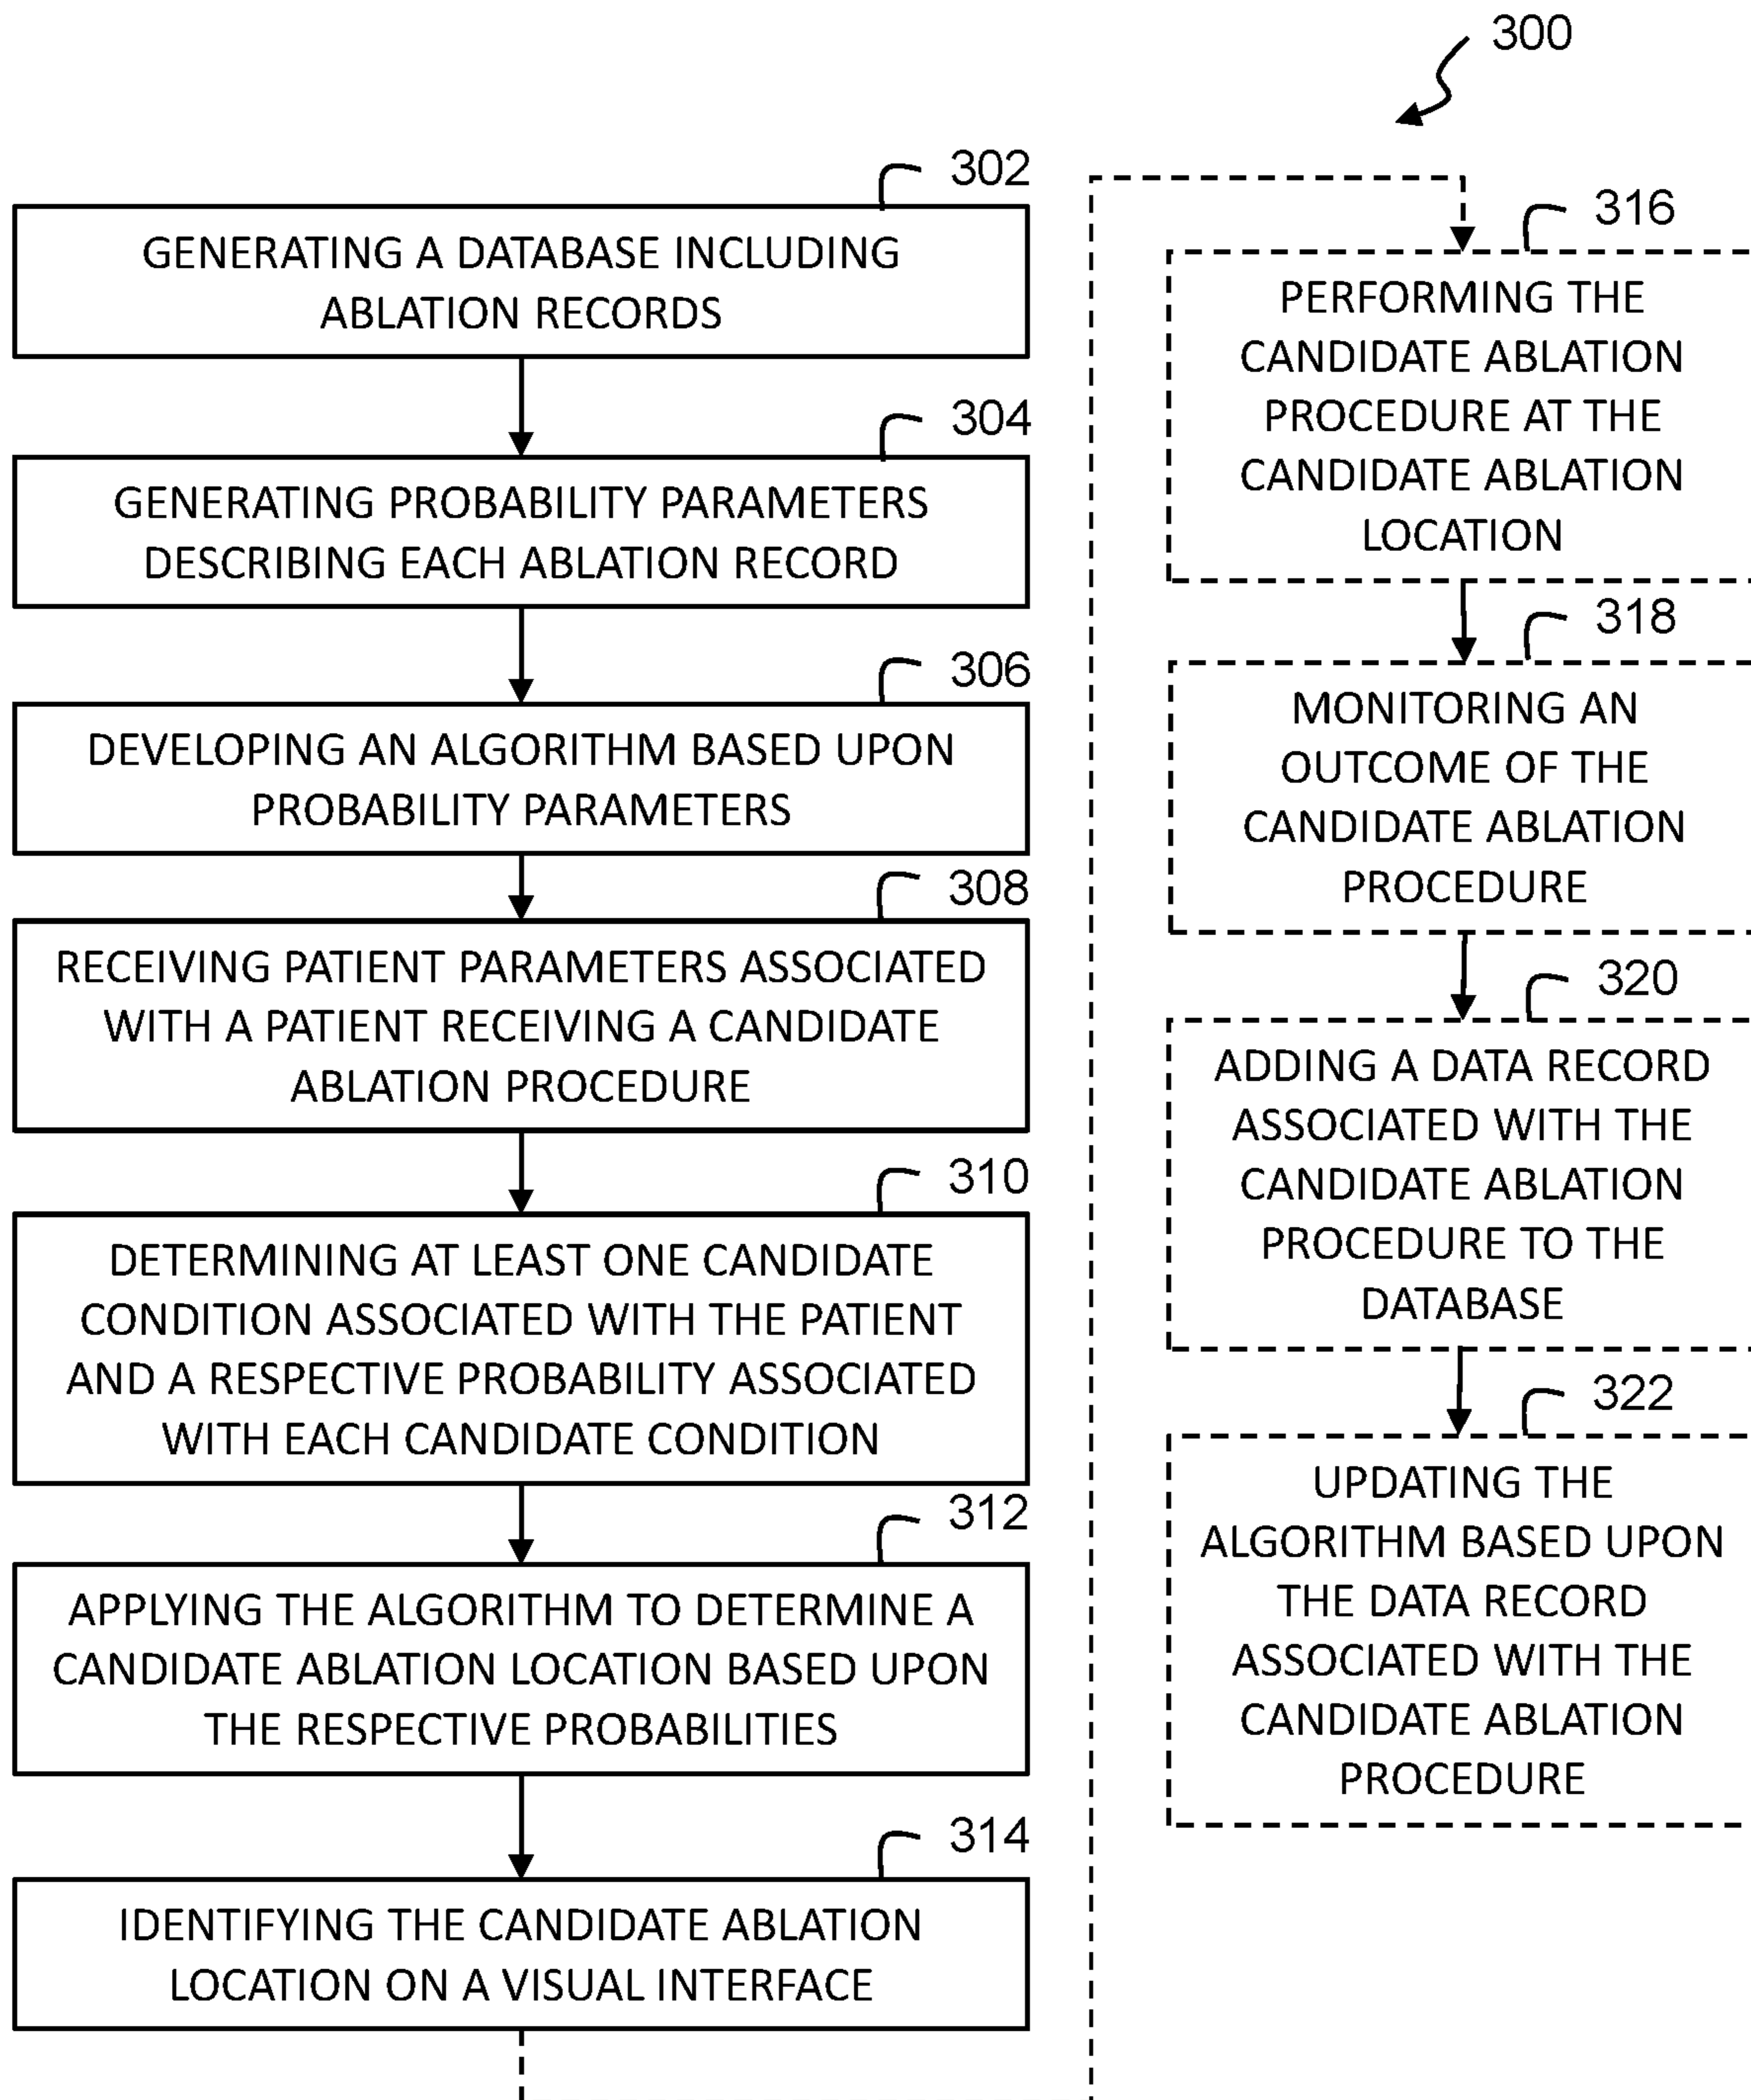 300
302
GENERATING A DATABASE INCLUDING
ABLATION RECORDS
304
GENERATING PROBABILITY PARAMETERS
DESCRIBING EACH ABLATION RECORD
306
DEVELOPING AN ALGORITHM BASED UPON
PROBABILITY PARAMETERS
308
RECEIVING PATIENT PARAMETERS ASSOCIATED
WITH A PATIENT RECEIVING A CANDIDATE
ABLATION PROCEDURE
310
DETERMINING AT LEAST ONE CANDIDATE
CONDITION ASSOCIATED WITH THE PATIENT
AND A RESPECTIVE PROBABILITY ASSOCIATED
WITH EACH CANDIDATE CONDITION
312
APPLYING THE ALGORITHM TO DETERMINE A
CANDIDATE ABLATION LOCATION BASED UPON
THE RESPECTIVE PROBABILITIES
314
IDENTIFYING THE CANDIDATE ABLATION
LOCATION ON A VISUAL INTERFACE
316
PERFORMING THE
CANDIDATE ABLATION
PROCEDURE AT THE
CANDIDATE ABLATION
LOCATION
318
MONITORING AN
OUTCOME OF THE
CANDIDATE ABLATION
PROCEDURE
320
ADDING A DATA RECORD
ASSOCIATED WITH THE
CANDIDATE ABLATION
PROCEDURE TO THE
DATABASE
322
UPDATING THE
ALGORITHM BASED UPON
THE DATA RECORD
ASSOCIATED WITH THE
CANDIDATE ABLATION
PROCEDURE